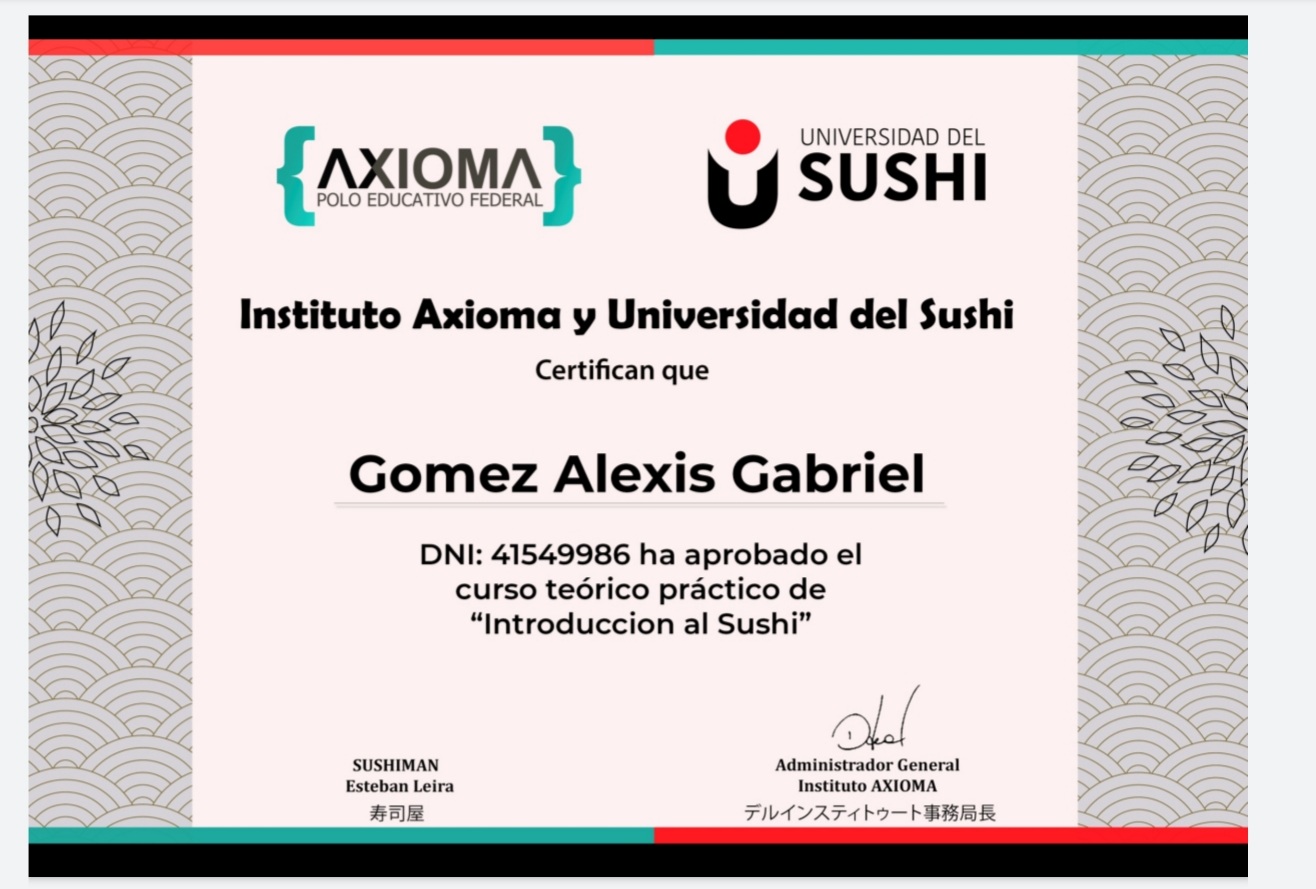 {AXIOMA}
POLO EDUCATIVO FEDERAL
UNIVERSIDAD DEL
SUSHI
Instituto Axioma y Universidad del Sushi
Certifican que
Gomez Alexis Gabriel
DNI: 41549986 ha aprobado el
curso teórico práctico de
“Introduccion al Sushi”
SUSHIMAN
Esteban Leira
寿司屋
Administrador General
Instituto AXIOMA
デルインスティトゥート事務局長